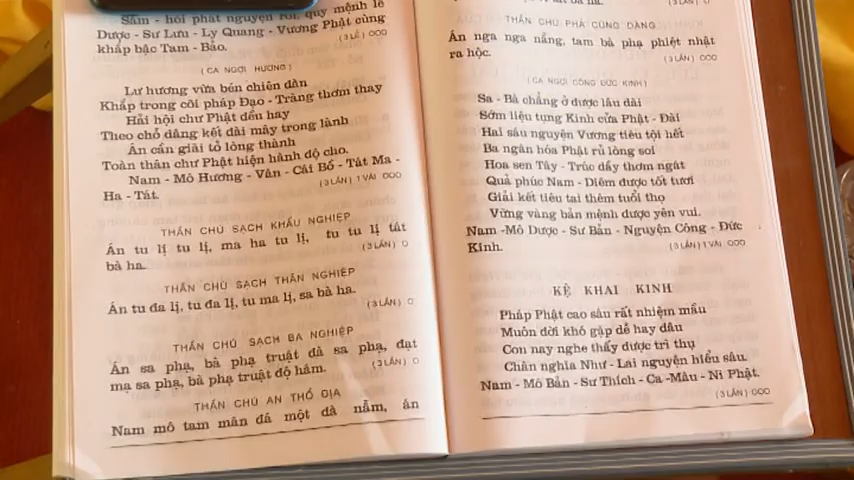 Sám - hối phát nguyện rồi, quy mệnh lễ
Dược - Sư Lưu - Ly Quang - Vương Phật cùng
khắp bậc Tam - Bảo. (3 LỄ) OOO
(CA NGỢI HƯƠNG)
Lư hương vừa bén chiên đàn
Khắp trong cõi pháp Đạo - Tràng thơm thay
Hải hội chư Phật đều hay
Theo chỗ dâng kết đài mây trong lành
Ân cần giãi tỏ lòng thành
Toàn thân chư Phật hiện hành độ cho.
Nam - Mô Hương - Vân - Cái Bồ - Tát Ma -
Ha - Tát. (3 LẦN) 1 VÁI OOO
THẦN CHÚ SẠCH KHẨU NGHIỆP
Án tu lị tu lị, ma ha tu lị, tu tu lị tát
bà ha. (3 LẦN) O
THẦN CHÚ SẠCH THÂN NGHIỆP
Án tu đa lị, tu đa lị, tu ma lị, sa bà ha.
(3 LẦN) O
THẦN CHÚ SẠCH BA NGHIỆP
Án sa phạ, bà phạ truật đà sa phạ, đạt
mạ sa phạ, bà phạ truật độ hám. (3 LẦN) O
THẦN CHÚ AN THỔ ĐỊA
Nam mô tam mãn đá một đà nẫm, án
THẦN CHÚ PHẢ CÚNG DÀNG
Án nga nga nẵng, tam bà phạ phiệt nhật
ra hộc. (3 LẦN) OOO
(CA NGỢI CÔNG ĐỨC KINH)
Sa - Bà chẳng ở được lâu dài
Sớm liệu tụng Kinh cửa Phật - Đài
Hai sáu nguyện Vương tiêu tội hết
Ba ngàn hóa Phật rủ lòng soi
Hoa sen Tây - Trúc đầy thơm ngát
Quả phúc Nam - Diêm được tốt tươi
Giải kết tiêu tai thêm tuổi thọ
Vững vàng bản mệnh được yên vui.
Nam -Mô Dược - Sư Bản - Nguyện Công - Đức
Kinh. (3 LẦN) 1 VÁI OOO
KỆ KHAI KINH
Pháp Phật cao sâu rất nhiệm mầu
Muôn đời khó gặp dễ hay đâu
Con nay nghe thấy được trì thụ
Chân nghĩa Như - Lai nguyện hiểu sâu.
Nam - Mô Bản - Sư Thích - Ca -Mâu - Ni Phật.
(3 LẦN) OOO